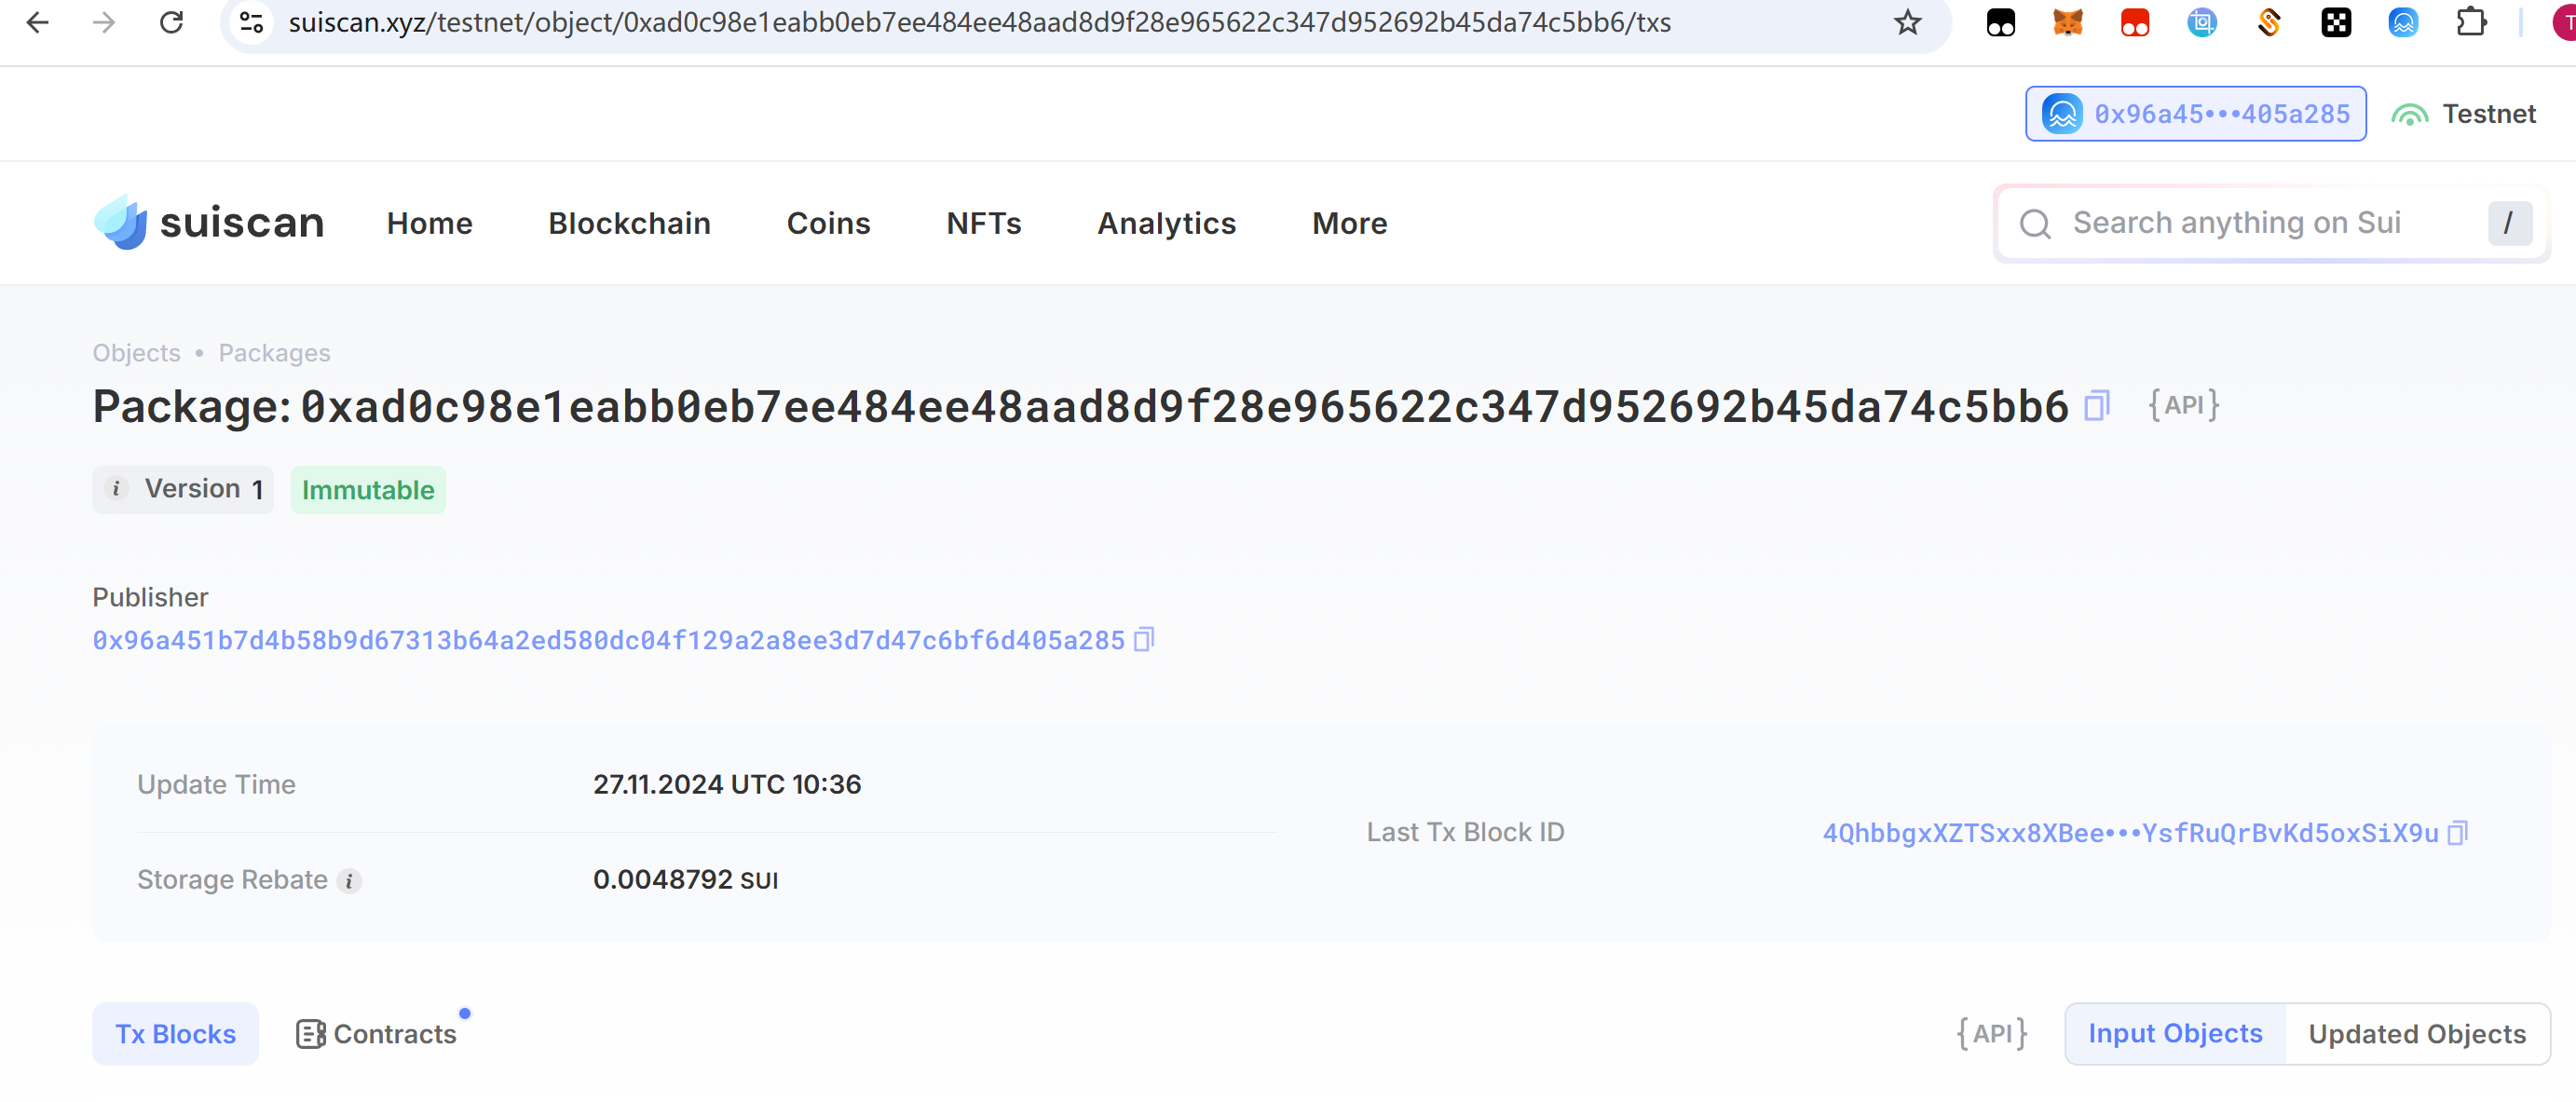 suiscan.xyz/testnet/object/0xad0c98e1eabb0eb7ee484ee48aad8d9f28e965622c347d952692b45da74c5bb6/txs
T
0x96a45•••405a285
Testnet
suiscan
Home
Blockchain
Coins
NFTs
Analytics
More
Search anything on Sui
/
Objects • Packages
Package: 0xad0c98e1eabb0eb7ee484ee48aad8d9f28e965622c347d952692b45da74c5bb6
{API}
i Version 1
Immutable
Publisher
0x96a451b7d4b58b9d67313b64a2ed580dc04f129a2a8ee3d7d47c6bf6d405a285
Update Time
27.11.2024 UTC 10:36
Storage Rebate i
0.0048792 SUI
Last Tx Block ID
4QhbbgxXZTSxx8XBee•••YsfRuQrBvKd5oxSiX9u
Tx Blocks
Contracts
{API}
Input Objects
Updated Objects